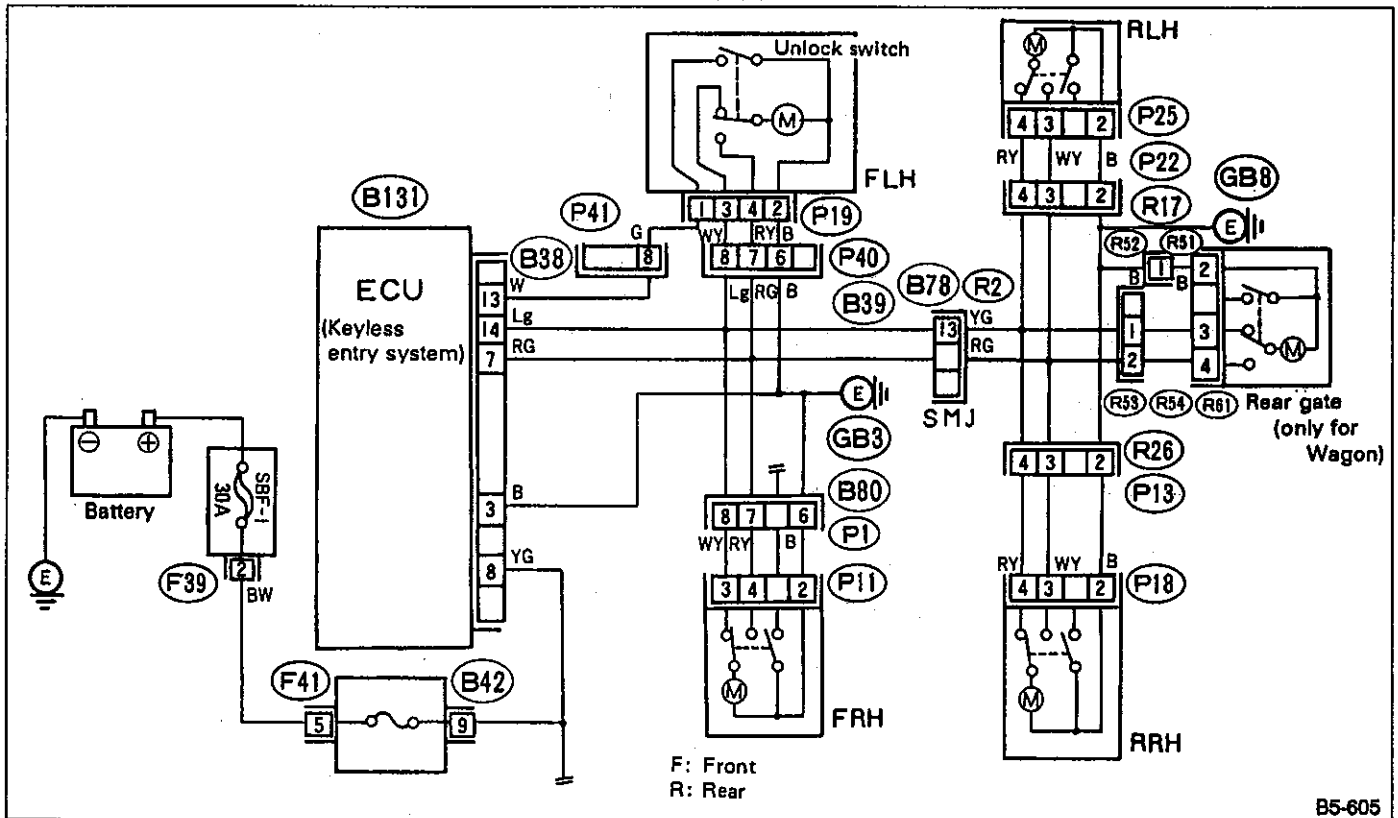 RLH
M
Unlock switch
M
4 3 2
P25
RY WY B
P22
FLH
4 3 2
GB8
B131
P41
1 3 4 2
P19
R17
E
G
WY RY B
R52 R51
B38
8
8 7 6
P40
1 2
ECU
(Keyless
entry system)
W
13
Lg RG B
B78 R2
B B
Lg
14
B39
13
YG
1 3
RG
7
RG
2 4
M
SMJ
R53 R54 R61
Rear gate
(only for
Wagon)
E
GB3
4 3 2
R26
⊖ ⊕
Battery
SBF-1
30A
B
3
B80
P13
8 7 6
YG
8
WY RY B
P1
E
F39
2
BW
3 4 2
P11
RY WY B
4 3 2
P18
F41
B42
5 9
M
M
FRH
RRH
F: Front
R: Rear
B5-605